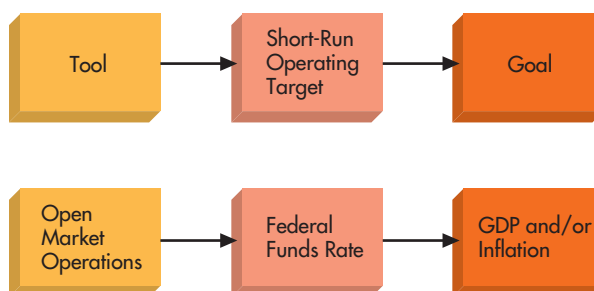 Tool
Short-Run
Operating
Target
Goal
Open
Market
Operations
Federal
Funds Rate
GDP and/or
Inflation